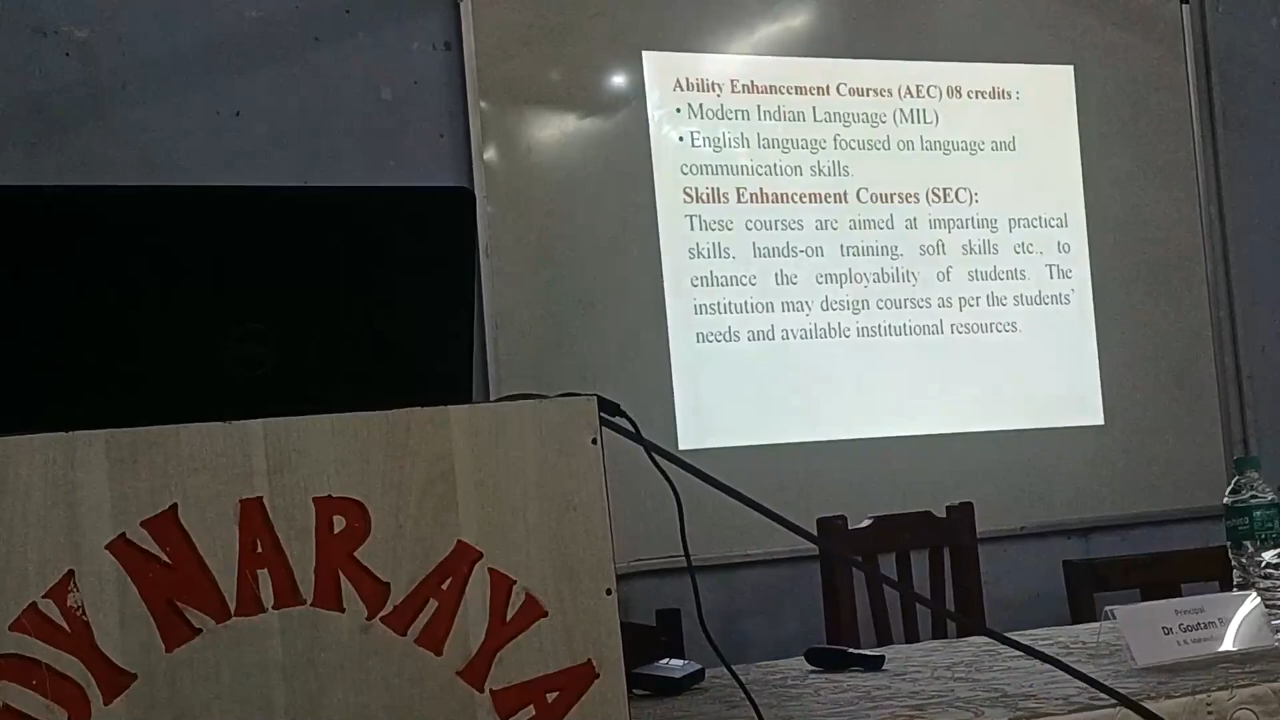 Ability Enhancement Courses (AEC) 08 credits :
• Modern Indian Language (MIL)
• English language focused on language and
communication skills.
Skills Enhancement Courses (SEC):
These courses are aimed at imparting practical
skills, hands-on training, soft skills etc., to
enhance the employability of students. The
institution may design courses as per the students'
needs and available institutional resources.
OY NARAYA
Principal
Dr. Goutam B